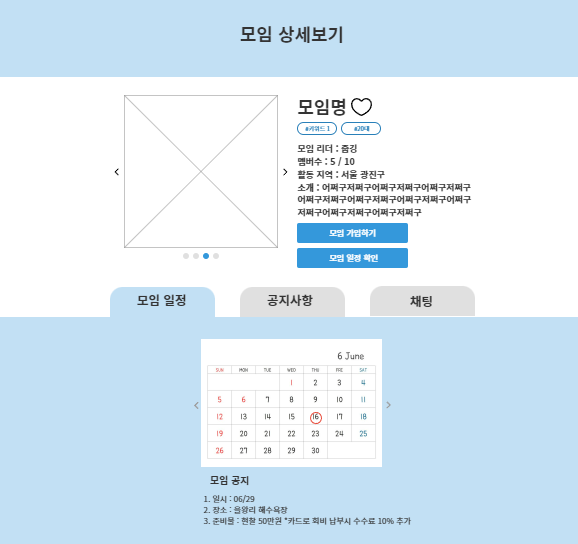 모임 상세보기
모임명
#키워드 1 #20대
모임 리더 : 줌깅
멤버수 : 5 / 10
활동 지역 : 서울 광진구
소개 : 어쩌구저쩌구어쩌구저쩌구어쩌구저쩌구
어쩌구저쩌구어쩌구저쩌구어쩌구저쩌구어쩌구
저쩌구어쩌구저쩌구어쩌구저쩌구
모임 가입하기
모임 일정 확인
모임 일정 공지사항 채팅
6 June
SUN MON TUE WED THU FRI SAT
1 2 3 4
5 6 7 8 9 10 11
12 13 14 15 16 17 18
19 20 21 22 23 24 25
26 27 28 29 30
모임 공지
1. 일시 : 06/29
2. 장소 : 을왕리 해수욕장
3. 준비물 : 현찰 50만원 *카드로 회비 납부시 수수료 10% 추가